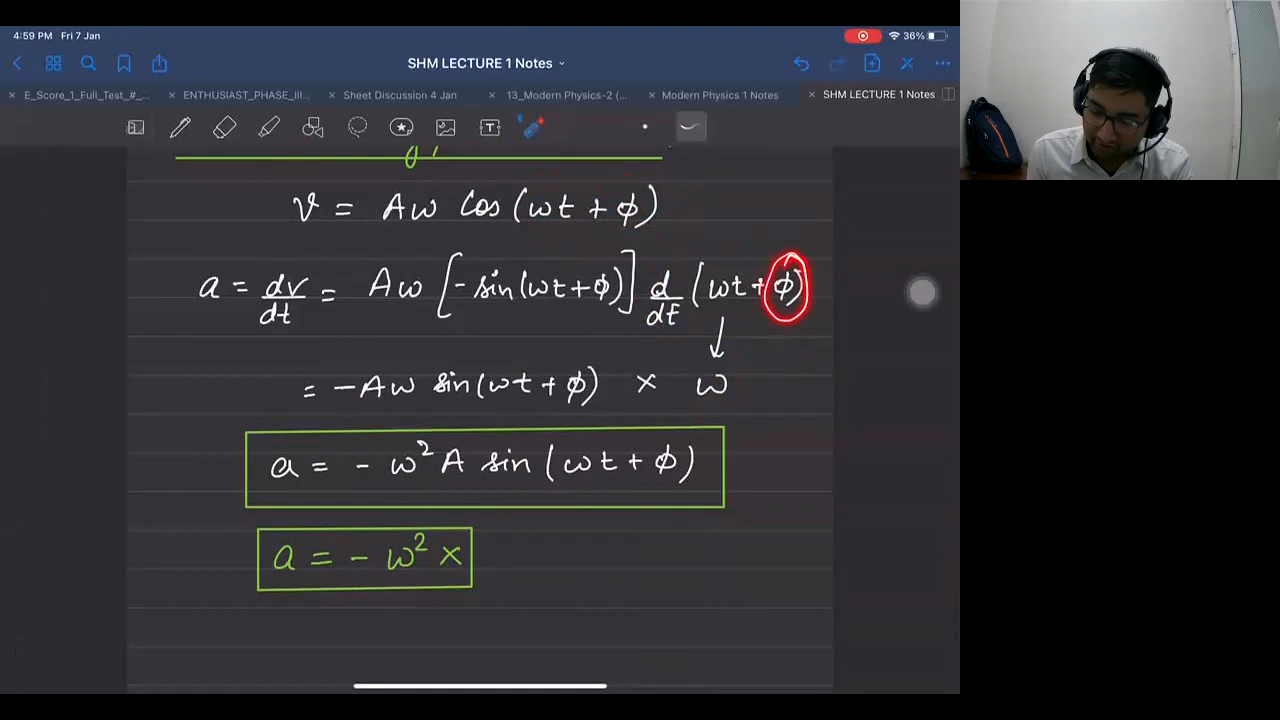 4:59 PM Fri 7 Jan
36%
SHM LECTURE 1 Notes
E_Score_1_Full_Test_#_...
ENTHUSIAST_PHASE_III...
Sheet Discussion 4 Jan
13_Modern Physics-2 (...
Modern Physics 1 Notes
SHM LECTURE 1 Notes
v = Aω cos(ωt + ϕ)
a = dv/dt = Aω [-sin(ωt+ϕ)] d/dt (ωt+ϕ)
= -Aω sin(ωt+ϕ) × ω
a = - ω² A sin(ωt + ϕ)
a = - ω² x